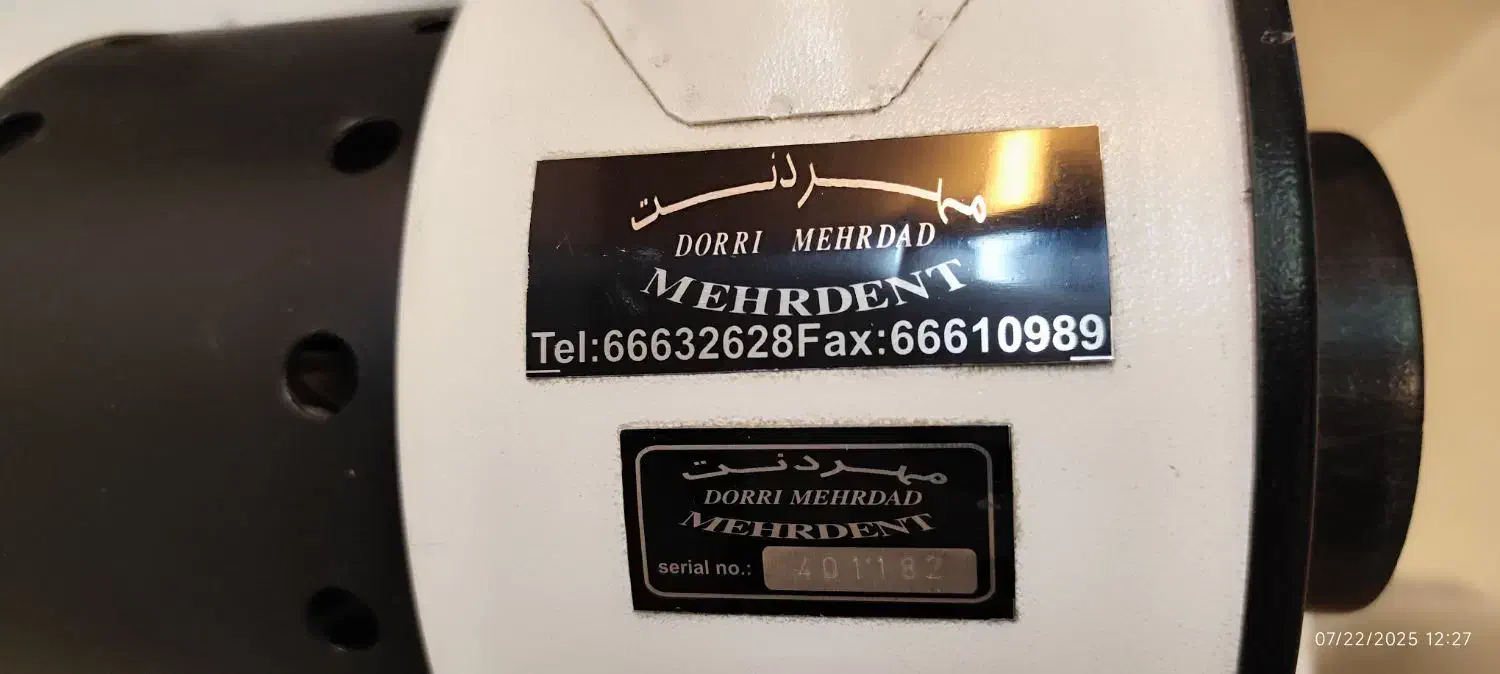 مهردنت
DORRI MEHRDAD
MEHRDENT
Tel:66632628Fax:66610989
مهردنت
DORRI MEHRDAD
MEHRDENT
serial no.: 401182
07/22/2025 12:27